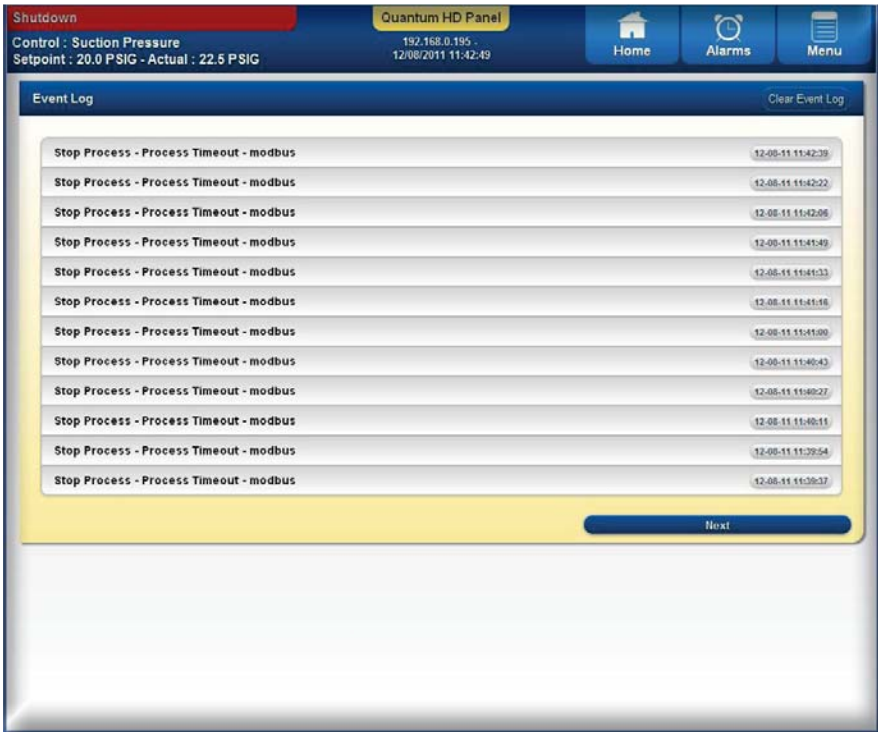 Shutdown
Quantum HD Panel
Control : Suction Pressure
Setpoint : 20.0 PSIG - Actual : 22.5 PSIG
192.168.0.195 -
12/08/2011 11:42:49
Home
Alarms
Menu
Event Log
Clear Event Log
Stop Process - Process Timeout - modbus 12-08-11 11:42:39
Stop Process - Process Timeout - modbus 12-08-11 11:42:22
Stop Process - Process Timeout - modbus 12-08-11 11:42:06
Stop Process - Process Timeout - modbus 12-08-11 11:41:49
Stop Process - Process Timeout - modbus 12-08-11 11:41:33
Stop Process - Process Timeout - modbus 12-08-11 11:41:16
Stop Process - Process Timeout - modbus 12-08-11 11:41:00
Stop Process - Process Timeout - modbus 12-08-11 11:40:43
Stop Process - Process Timeout - modbus 12-08-11 11:40:27
Stop Process - Process Timeout - modbus 12-08-11 11:40:11
Stop Process - Process Timeout - modbus 12-08-11 11:39:54
Stop Process - Process Timeout - modbus 12-08-11 11:39:37
Next